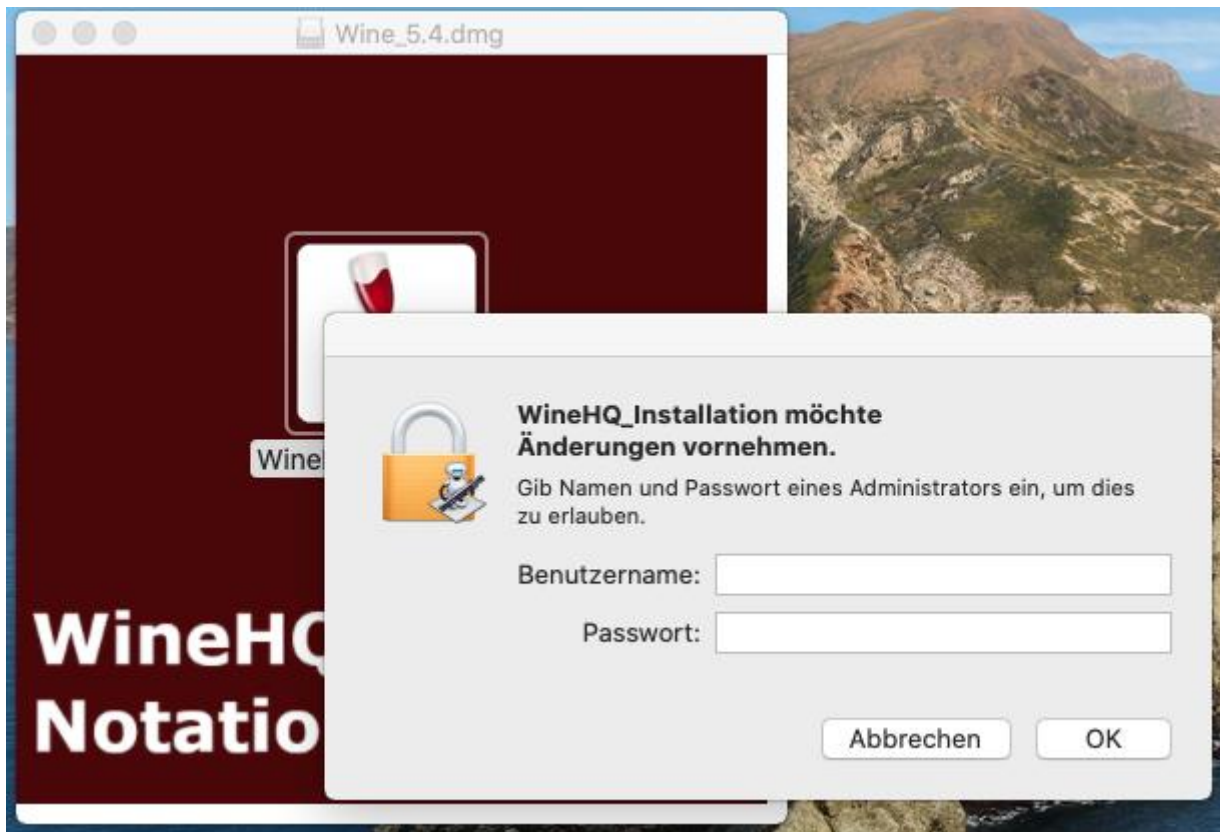 Wine_5.4.dmg
WineHQ_Installation möchte
Änderungen vornehmen.
Gib Namen und Passwort eines Administrators ein, um dies
zu erlauben.
Benutzername:
Passwort:
Abbrechen
OK
WineHQ